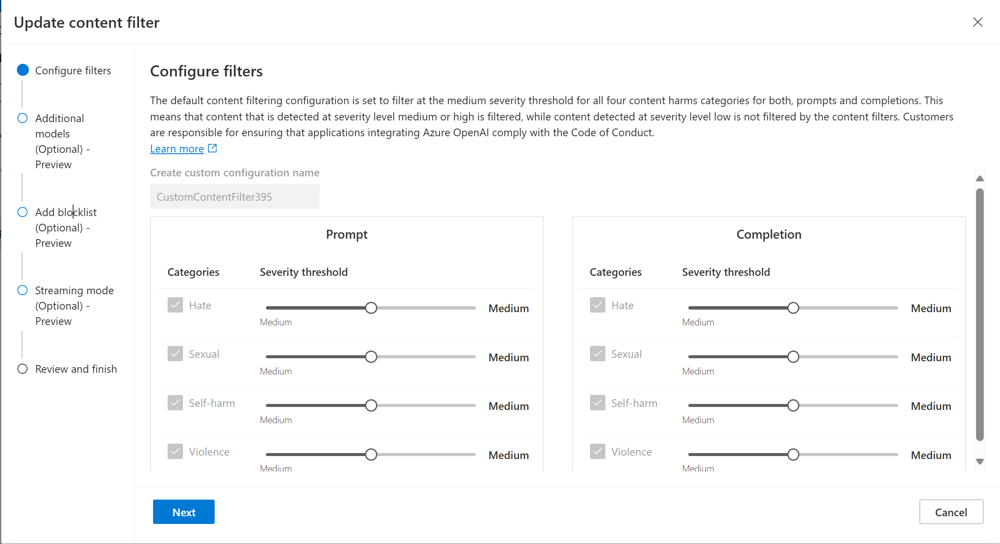 Update content filter
Configure filters
Additional
models
(Optional) -
Preview
Add blocklist
(Optional) -
Preview
Streaming mode
(Optional) -
Preview
Review and finish
Configure filters
The default content filtering configuration is set to filter at the medium severity threshold for all four content harms categories for both, prompts and completions. This
means that content that is detected at severity level medium or high is filtered, while content detected at severity level low is not filtered by the content filters. Customers
are responsible for ensuring that applications integrating Azure OpenAI comply with the Code of Conduct.
Learn more
Create custom configuration name
CustomContentFilter395
Prompt
Categories Severity threshold
Hate Medium
Medium
Sexual Medium
Medium
Self-harm Medium
Medium
Violence Medium
Medium
Completion
Categories Severity threshold
Hate Medium
Medium
Sexual Medium
Medium
Self-harm Medium
Medium
Violence Medium
Medium
Next
Cancel